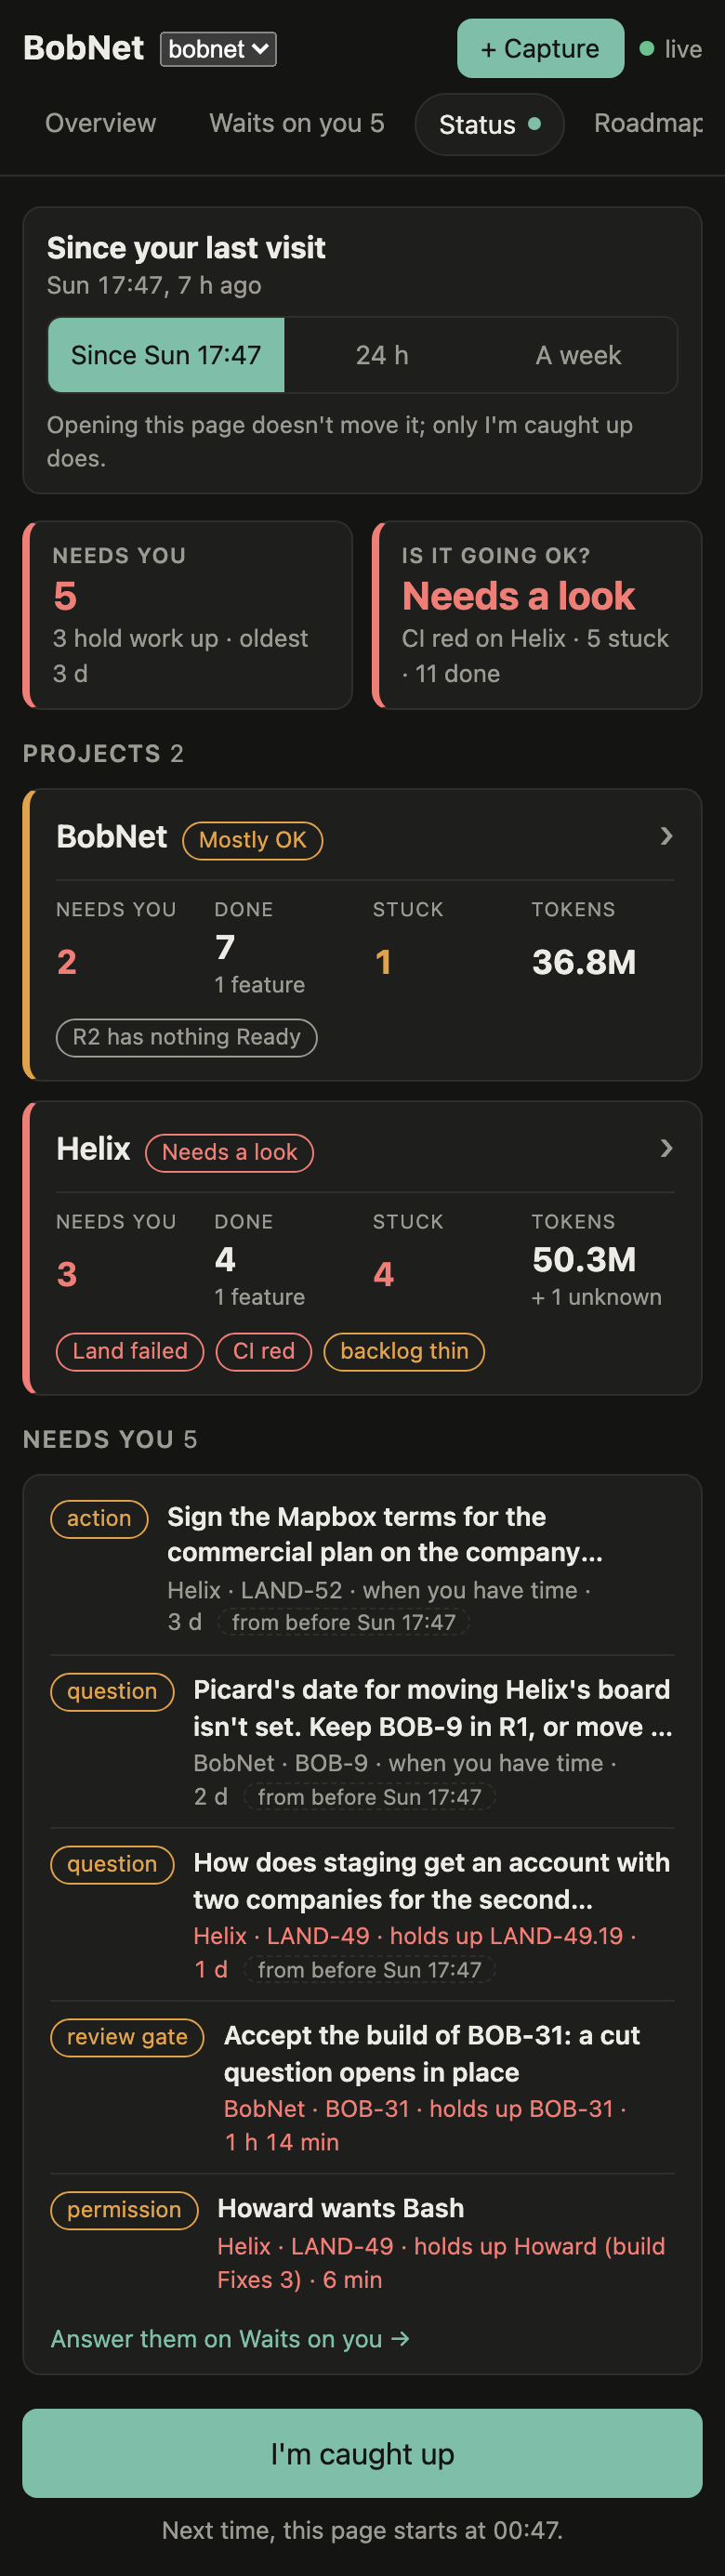 BobNet bobnet + Capture live
Overview Waits on you 5 Status Roadmap
Since your last visit
Sun 17:47, 7 h ago
Since Sun 17:47 24 h A week
Opening this page doesn't move it; only I'm caught up
does.
NEEDS YOU
5
3 hold work up · oldest
3 d
IS IT GOING OK?
Needs a look
CI red on Helix · 5 stuck
· 11 done
PROJECTS 2
BobNet Mostly OK ›
NEEDS YOU DONE STUCK TOKENS
2 7 1 36.8M
1 feature
R2 has nothing Ready
Helix Needs a look ›
NEEDS YOU DONE STUCK TOKENS
3 4 4 50.3M
1 feature + 1 unknown
Land failed CI red backlog thin
NEEDS YOU 5
action Sign the Mapbox terms for the
commercial plan on the company...
Helix · LAND-52 · when you have time ·
3 d from before Sun 17:47
question Picard's date for moving Helix's board
isn't set. Keep BOB-9 in R1, or move ...
BobNet · BOB-9 · when you have time ·
2 d from before Sun 17:47
question How does staging get an account with
two companies for the second...
Helix · LAND-49 · holds up LAND-49.19 ·
1 d from before Sun 17:47
review gate Accept the build of BOB-31: a cut
question opens in place
BobNet · BOB-31 · holds up BOB-31 ·
1 h 14 min
permission Howard wants Bash
Helix · LAND-49 · holds up Howard (build
Fixes 3) · 6 min
Answer them on Waits on you →
I'm caught up
Next time, this page starts at 00:47.